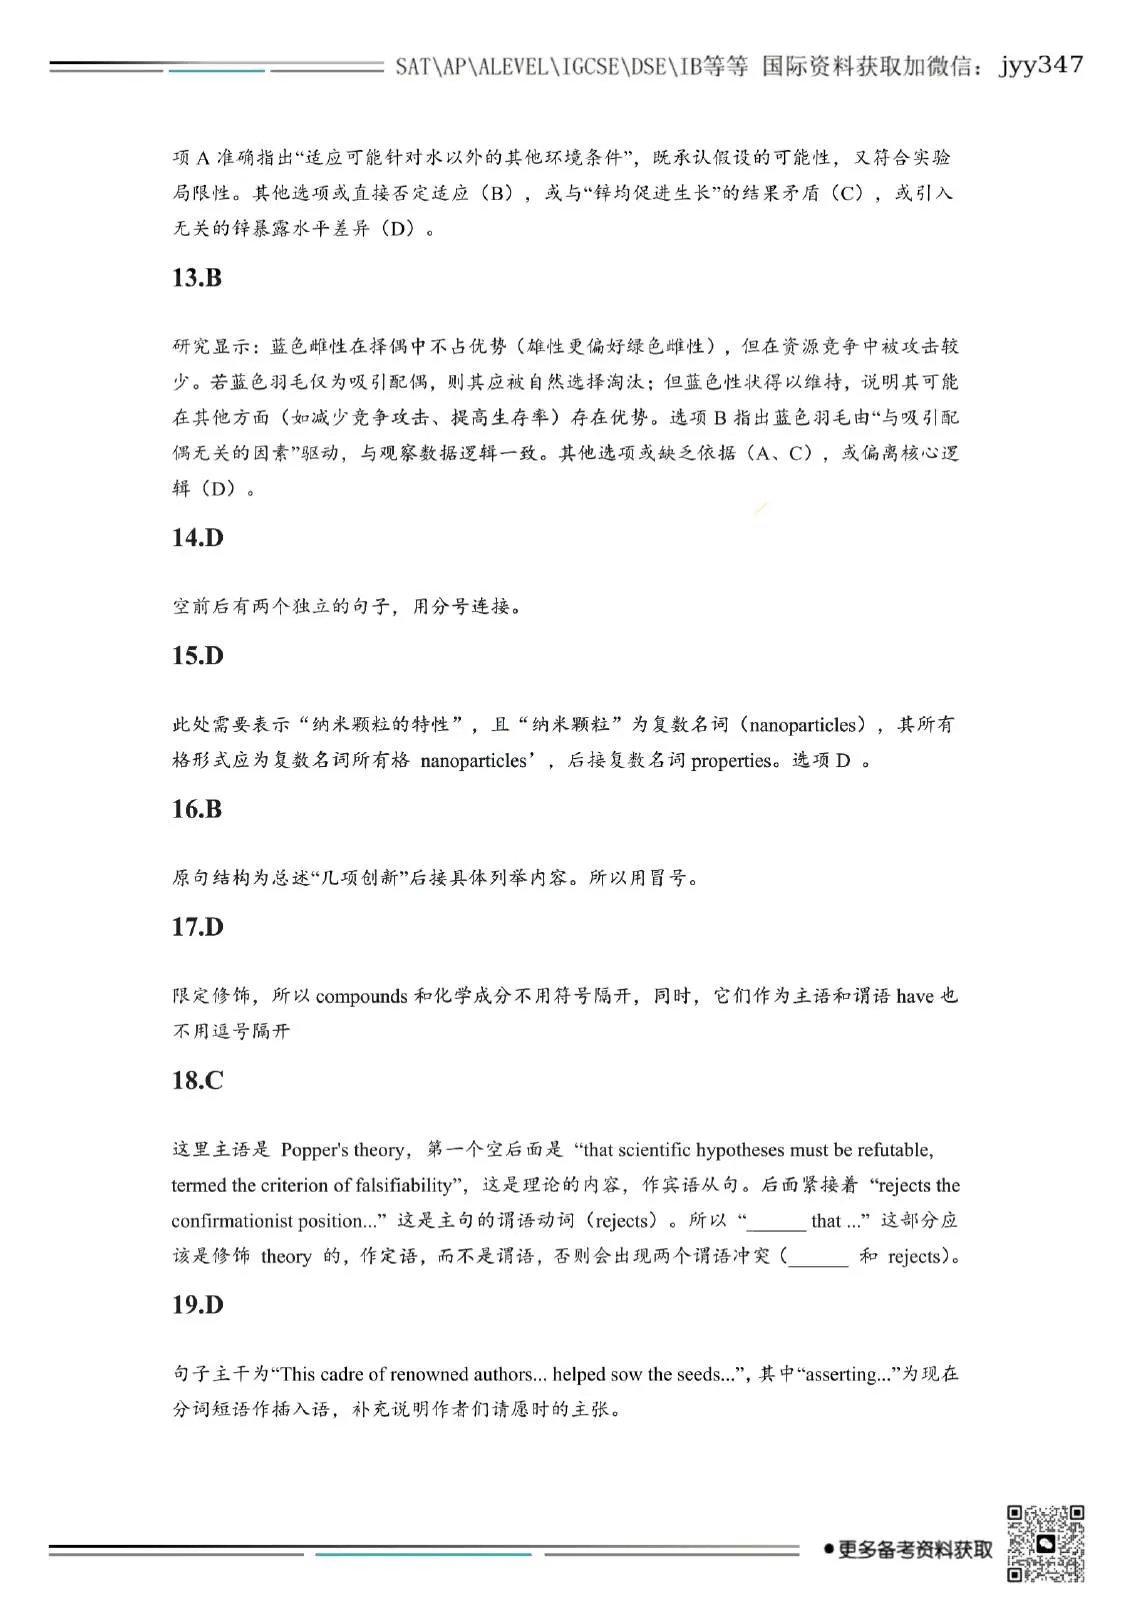 SAT\AP\ALEVEL\IGCSE\DSE\IB等等 国际资料获取加微信：jyy347
项 A 准确指出“适应可能针对水以外的其他环境条件”，既承认假设的可能性，又符合实验
局限性。其他选项或直接否定适应（B），或与“锌均促进生长”的结果矛盾（C），或引入
无关的锌暴露水平差异（D）。
13.B
研究显示：蓝色雌性在择偶中不占优势（雄性更偏好绿色雌性），但在资源竞争中被攻击较
少。若蓝色羽毛仅为吸引配偶，则其应被自然选择淘汰；但蓝色性状得以维持，说明其可能
在其他方面（如减少竞争攻击、提高生存率）存在优势。选项 B 指出蓝色羽毛由“与吸引配
偶无关的因素”驱动，与观察数据逻辑一致。其他选项或缺乏依据（A、C），或偏离核心逻
辑（D）。
14.D
空前后有两个独立的句子，用分号连接。
15.D
此处需要表示“纳米颗粒的特性”，且“纳米颗粒”为复数名词（nanoparticles），其所有
格形式应为复数名词所有格 nanoparticles’，后接复数名词 properties。选项 D 。
16.B
原句结构为总述“几项创新”后接具体列举内容。所以用冒号。
17.D
限定修饰，所以 compounds 和化学成分不用符号隔开，同时，它们作为主语和谓语 have 也
不用逗号隔开
18.C
这里主语是 Popper's theory，第一个空后面是 “that scientific hypotheses must be refutable,
termed the criterion of falsifiability”，这是理论的内容，作宾语从句。后面紧接着 “rejects the
confirmationist position...” 这是主句的谓语动词（rejects）。所以 “______ that ...” 这部分应
该是修饰 theory 的，作定语，而不是谓语，否则会出现两个谓语冲突（______ 和 rejects）。
19.D
句子主干为“This cadre of renowned authors... helped sow the seeds...”，其中“asserting...”为现在
分词短语作插入语，补充说明作者们请愿时的主张。
●更多备考资料获取